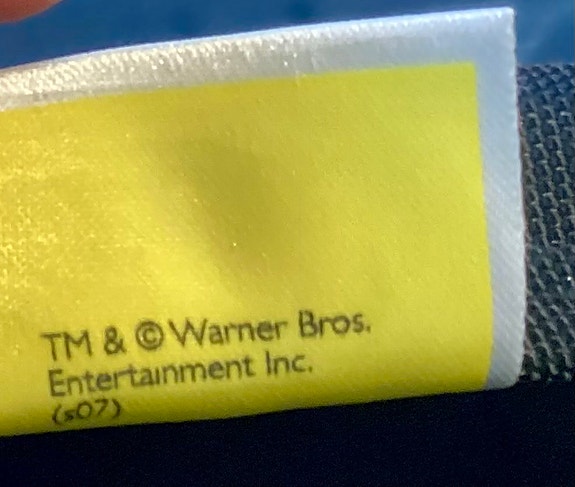 TM & © Warner Bros.
Entertainment Inc.
(s07)